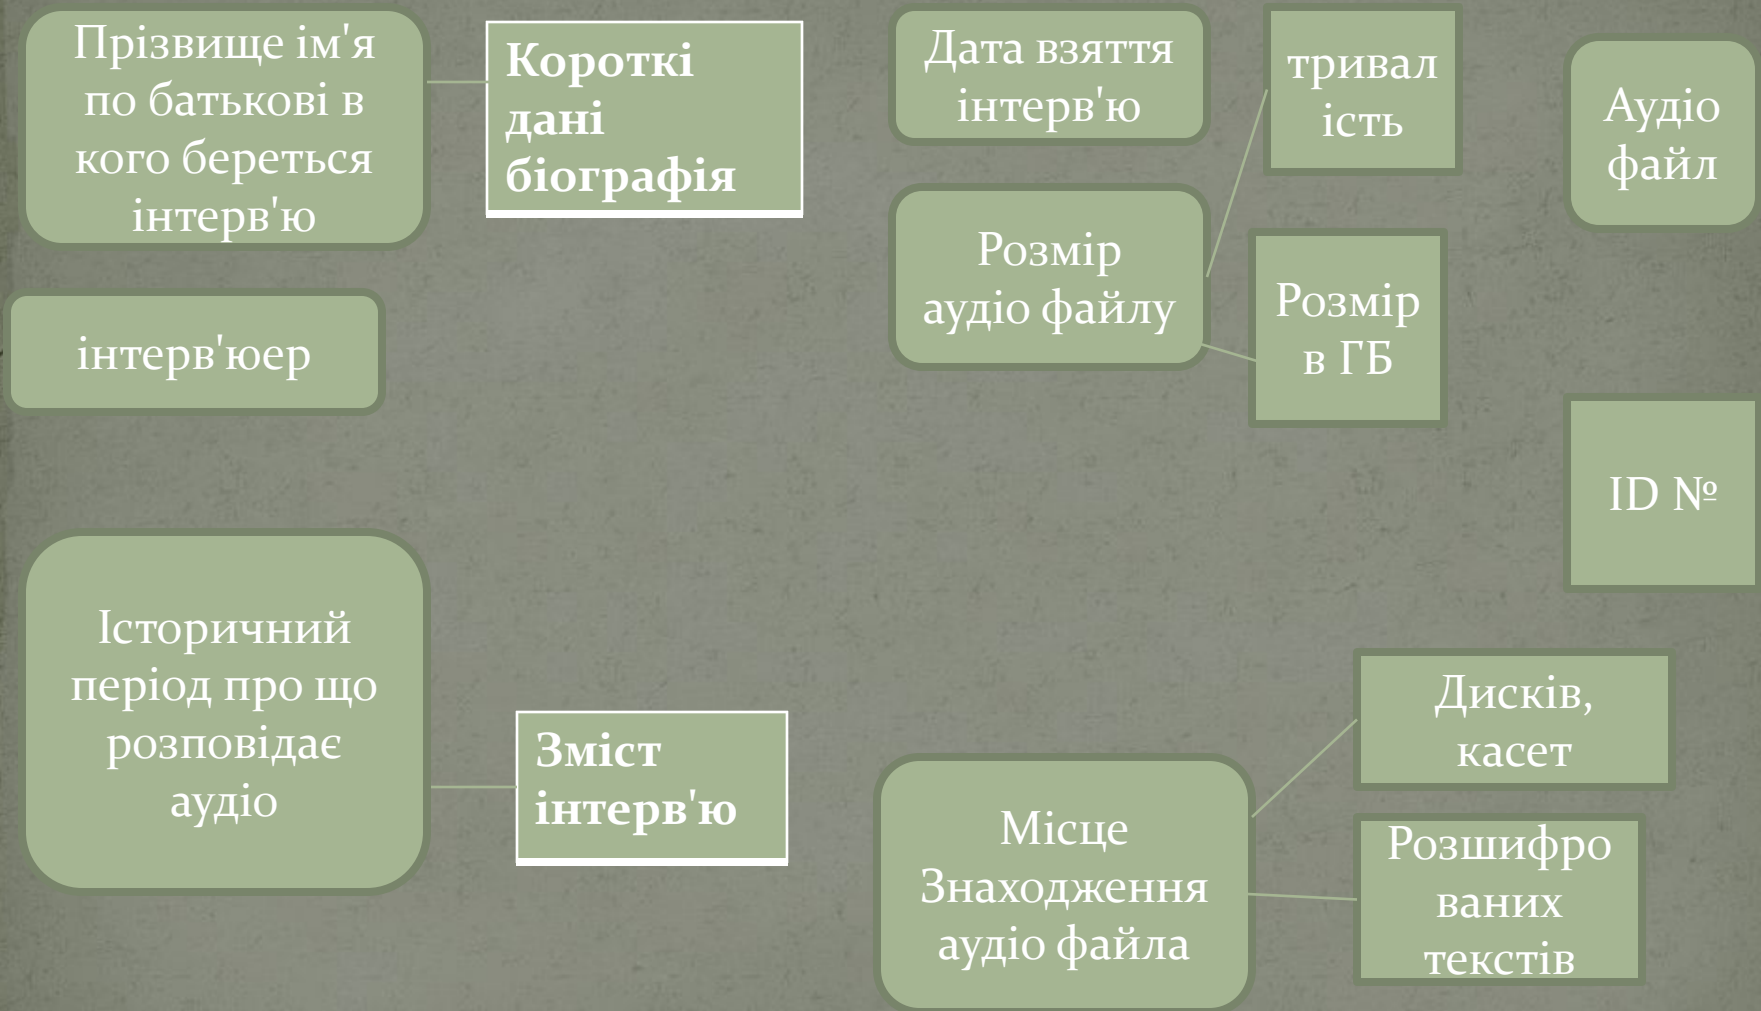 Прізвище ім'я
по батькові в
кого береться
інтерв'ю
Короткі
дані
біографія
Дата взяття
інтерв'ю
тривал
ість
Аудіо
файл
Розмір
аудіо файлу
Розмір
в ГБ
інтерв'юер
ID №
Історичний
період про що
розповідає
аудіо
Зміст
інтерв'ю
Місце
Знаходження
аудіо файла
Дисків,
касет
Розшифро
ваних
текстів